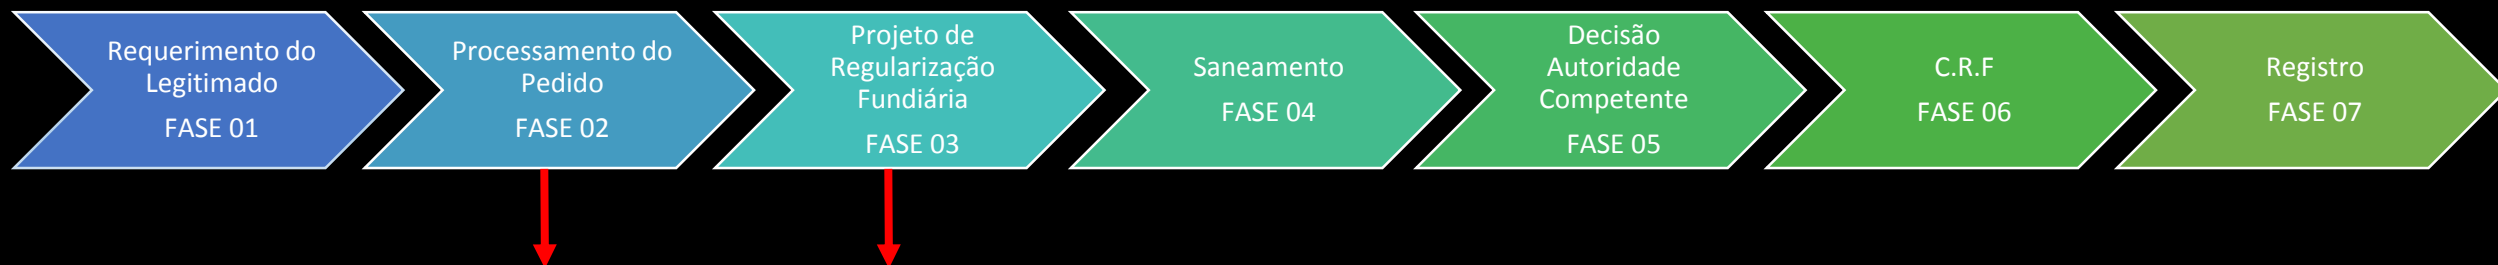 Requerimento do
Legitimado
FASE 01
Processamento do
Pedido
FASE 02
Projeto de
Regularização
Fundiária
FASE 03
Saneamento
FASE 04
Decisão
Autoridade
Competente
FASE 05
C.R.F
FASE 06
Registro
FASE 07